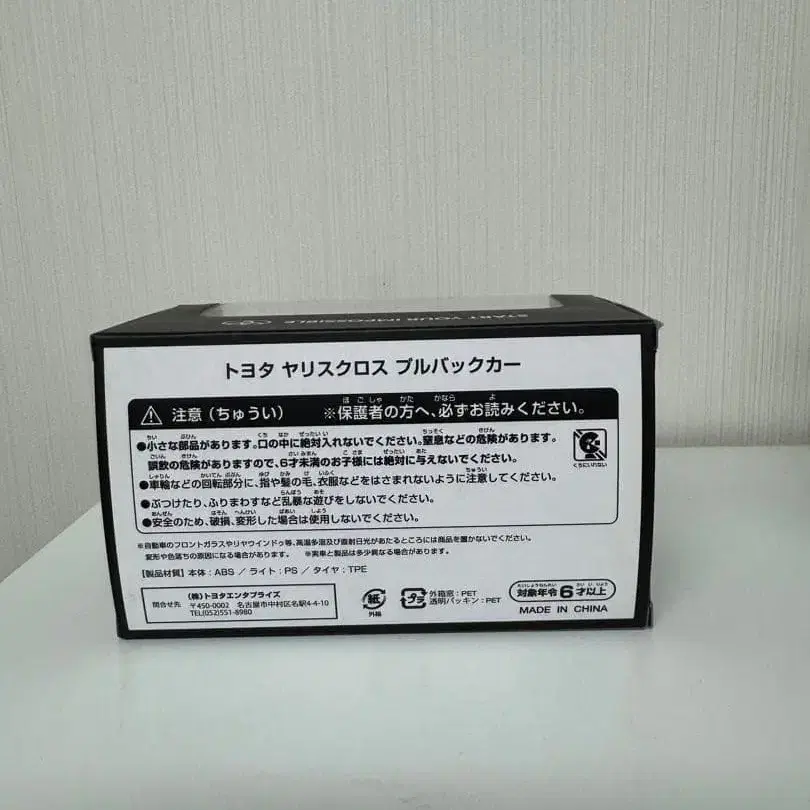 START YOUR IMPOSSIBLE
トヨタ ヤリスクロス プルバックカー
注意（ちゅうい） ※保護者の方へ、必ずお読みください。
●小さな部品があります。口の中に絶対入れないでください。窒息などの危険があります。
誤飲の危険がありますので、6才未満のお子様には絶対に与えないでください。
●車輪などの回転部分に、指や髪の毛、衣服などをはさまれないように注意してください。
●ぶつけたり、ふりまわすなど乱暴な遊びをしないでください。
●安全のため、破損、変形した場合は使用しないでください。
くちにいれない
※自動車のフロントガラスやリヤウインドゥ等、高温多湿及び直射日光があたるところには商品を置かないでください。
変形や色落ちの原因になる場合があります。 ※実車と製品は多少異なる場合があります。
［製品材質］本体：ABS ／ ライト：PS ／ タイヤ：TPE
問合せ先
（株）トヨタエンタプライズ
〒450-0002 名古屋市中村区名駅4-4-10
TEL(052)551-8980
紙
外箱
プラ
外箱窓：PET
透明パッキン：PET
対象年令6才以上
MADE IN CHINA